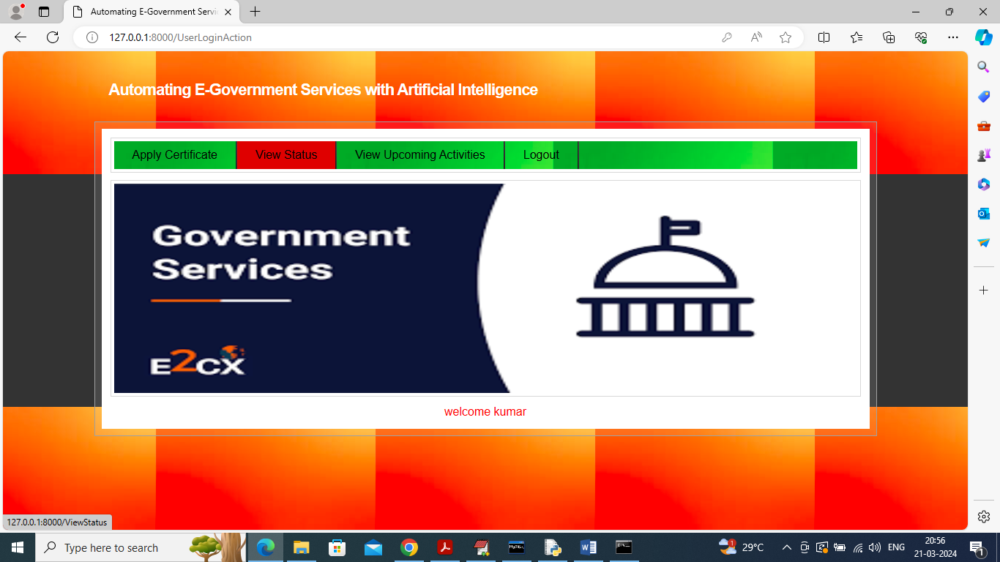 Automating E-Government Servic
127.0.0.1:8000/UserLoginAction
Automating E-Government Services with Artificial Intelligence
Apply Certificate View Status View Upcoming Activities Logout
Government
Services
E2CX
welcome kumar
127.0.0.1:8000/ViewStatus
Type here to search
1
29°C
ENG
20:56
21-03-2024
1